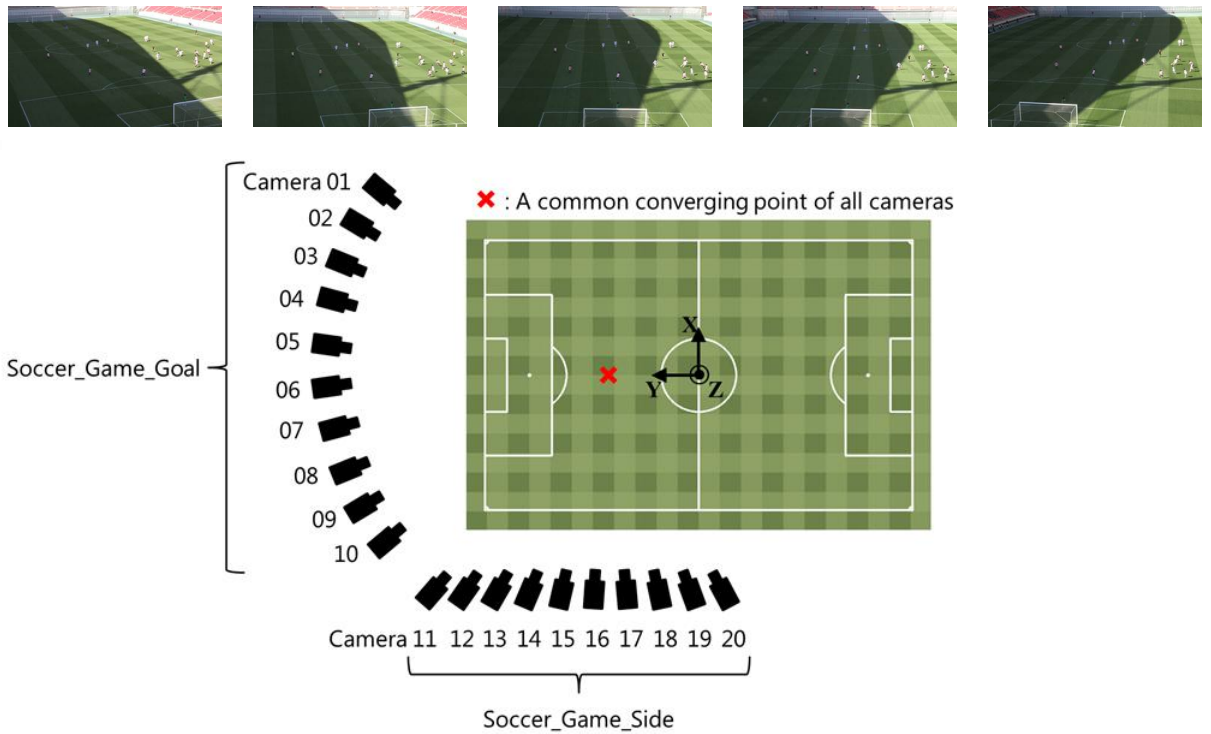 Camera 01
✖ : A common converging point of all cameras
02
03
04
05
Soccer_Game_Goal
06
07
08
09
10
X
Y
Z
Camera 11 12 13 14 15 16 17 18 19 20
Soccer_Game_Side